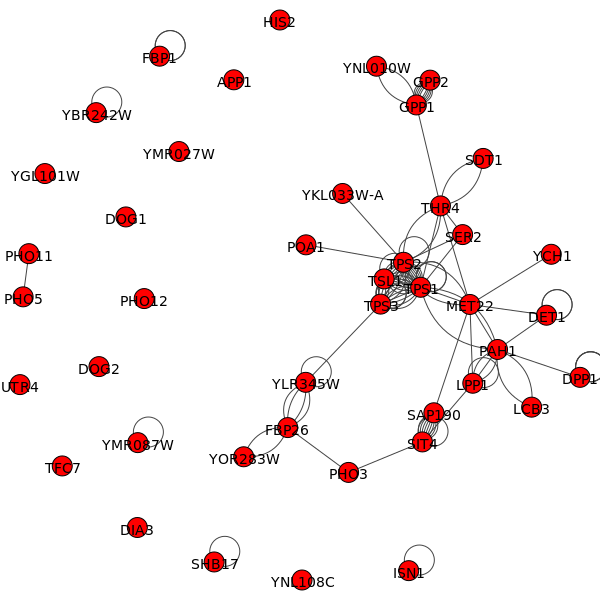 HIS2
FBP1
YNL010W
APP1
GPP2
GPP1
YBR242W
YMR027W
SDT1
YGL101W
YKL033W-A
THR4
DOG1
SER2
PHO11
POA1
YCH1
TPS2
TSL1
TPS1
PHO5
PHO12
TPS3
MET22
DET1
PAH1
DOG2
UTR4
YLR345W
LPP1
DPP1
LCB3
SAP190
FBP26
YMR087W
SIT4
YOR283W
TFC7
PHO3
DIA3
SHB17
ISN1
YNL108C